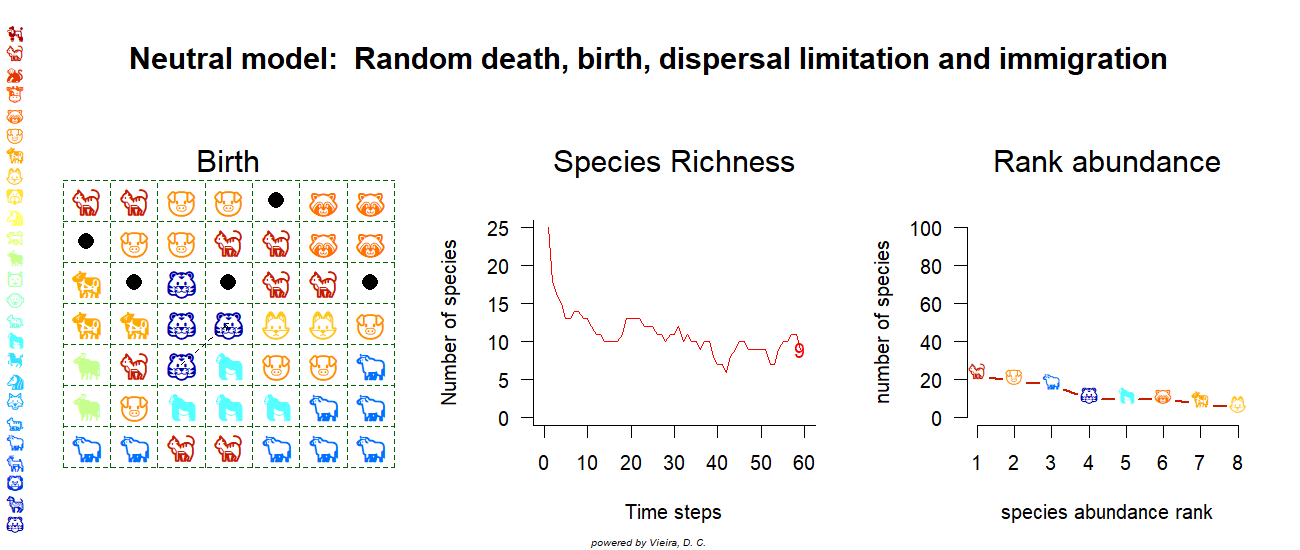 Neutral model:  Random death, birth, dispersal limitation and immigration
Birth
Species Richness
Number of species
25
20
15
10
5
0
9
0 10 20 30 40 50 60
Time steps
Rank abundance
number of species
100
80
60
40
20
0
1 2 3 4 5 6 7 8
species abundance rank
powered by Vieira, D. C.